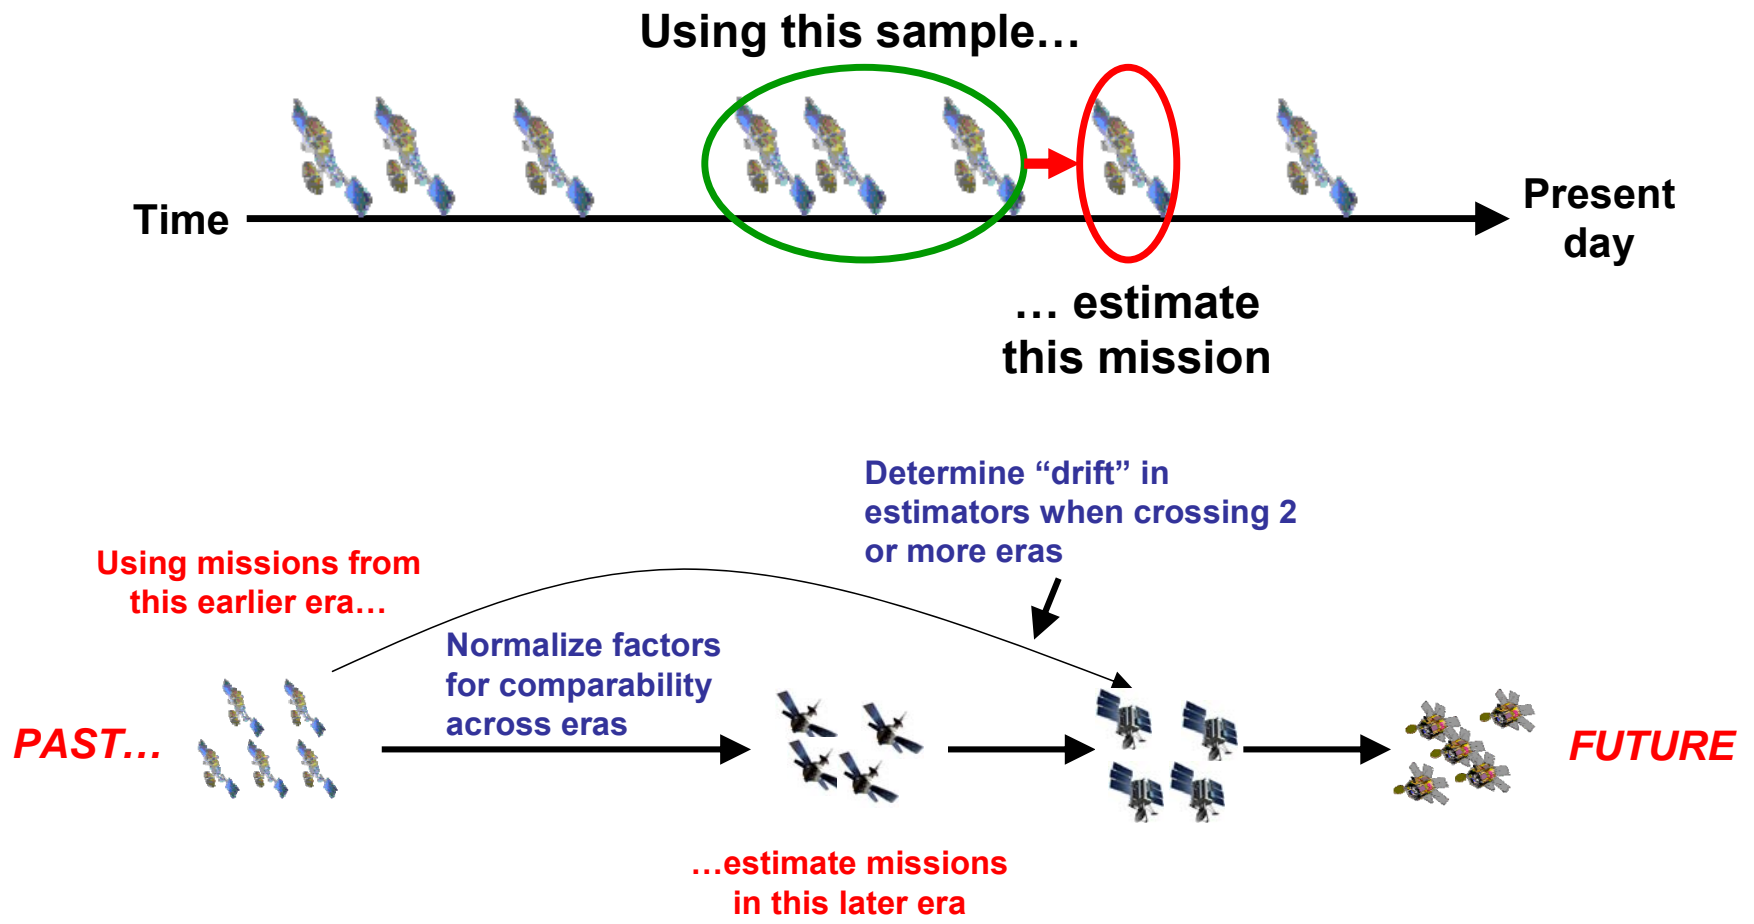 Using this sample…
Time
Present
day
… estimate
this mission
Determine “drift” in
estimators when crossing 2
or more eras
Using missions from
this earlier era…
Normalize factors
for comparability
across eras
PAST…
FUTURE
…estimate missions
in this later era